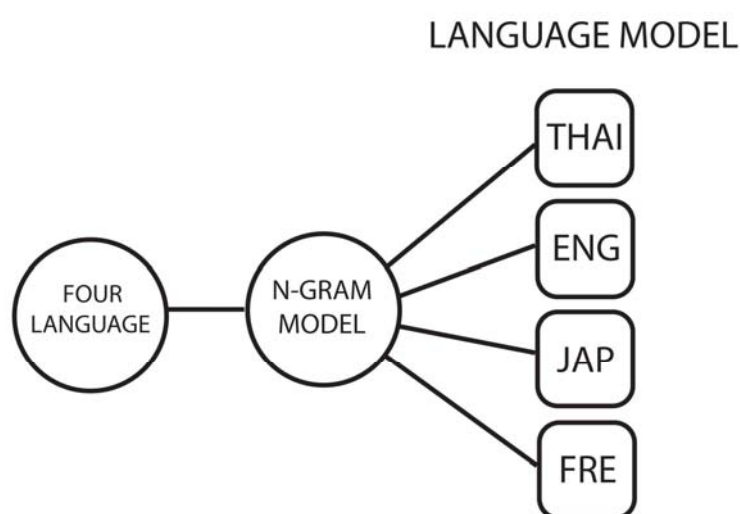 LANGUAGE MODEL
THAI
ENG
FOUR
LANGUAGE
N-GRAM
MODEL
JAP
FRE